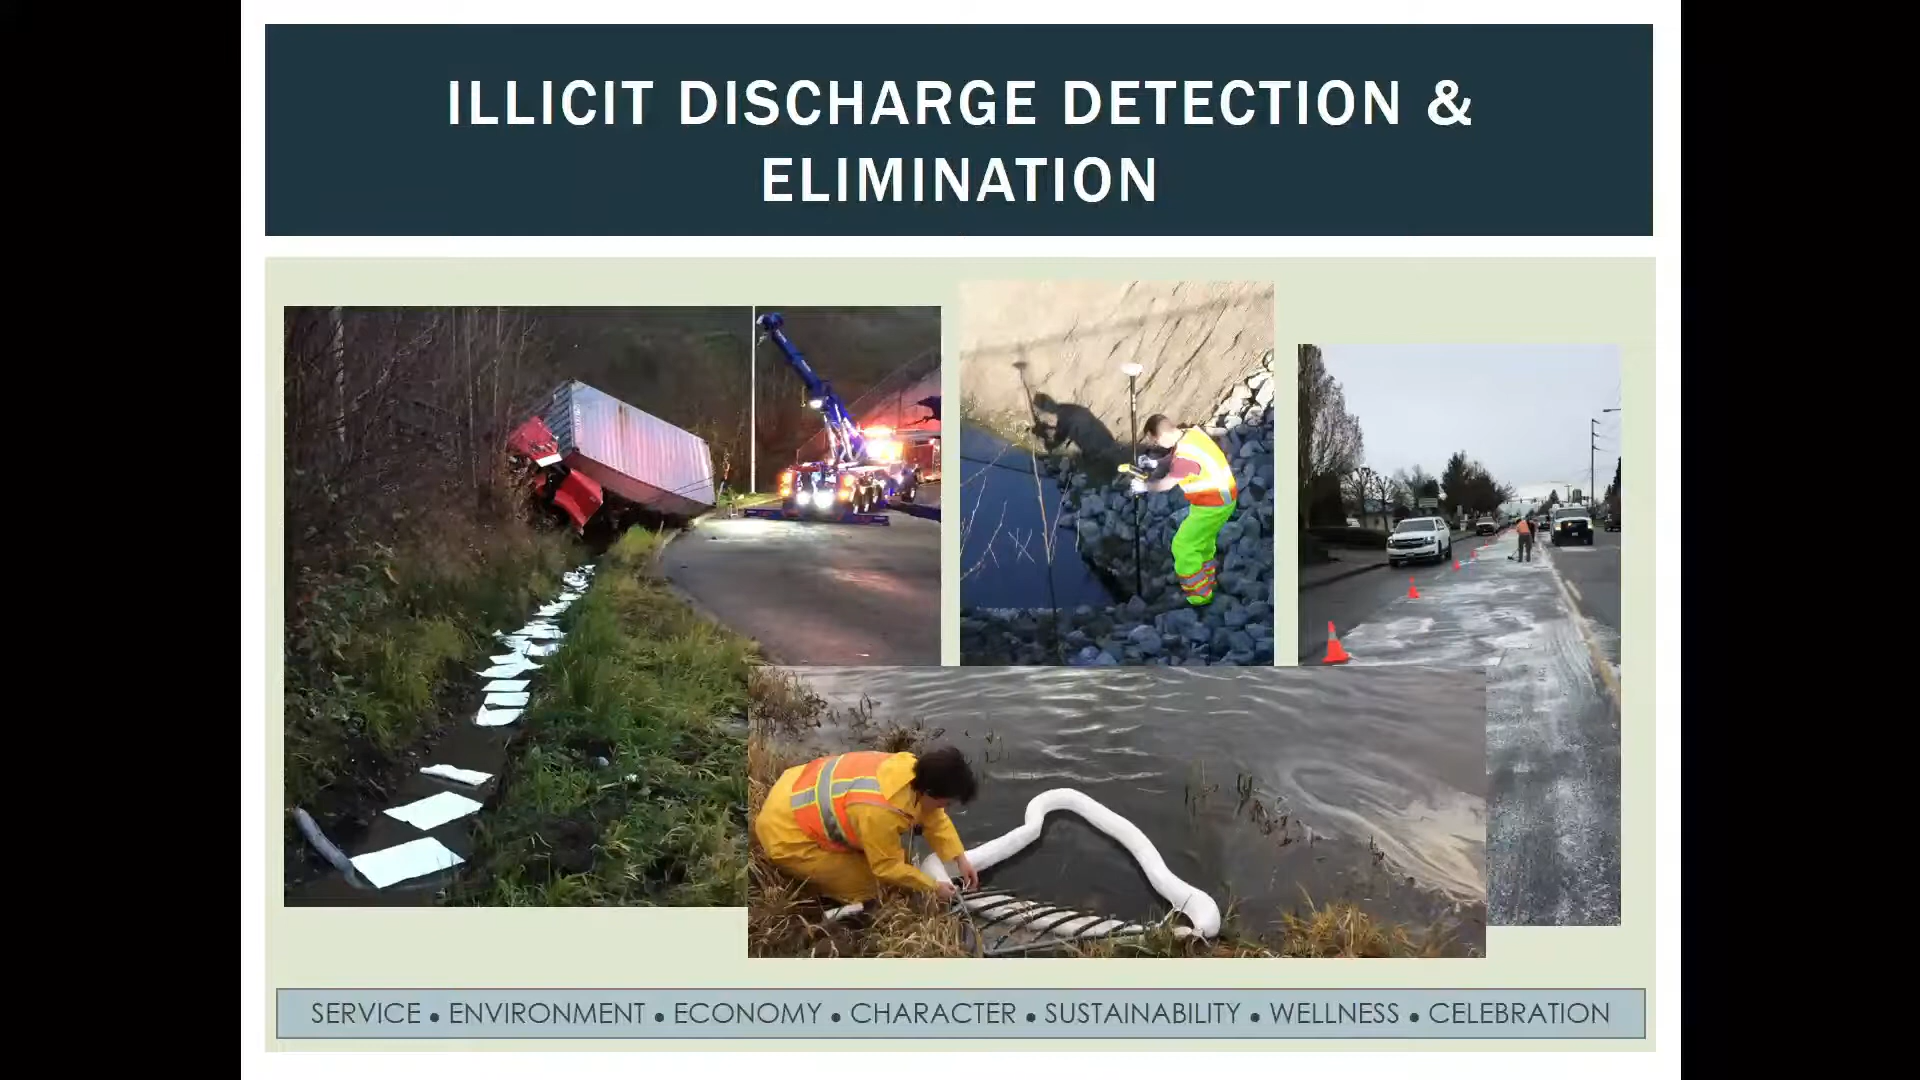 ILLICIT DISCHARGE DETECTION &
ELIMINATION
SERVICE • ENVIRONMENT • ECONOMY • CHARACTER • SUSTAINABILITY • WELLNESS • CELEBRATION